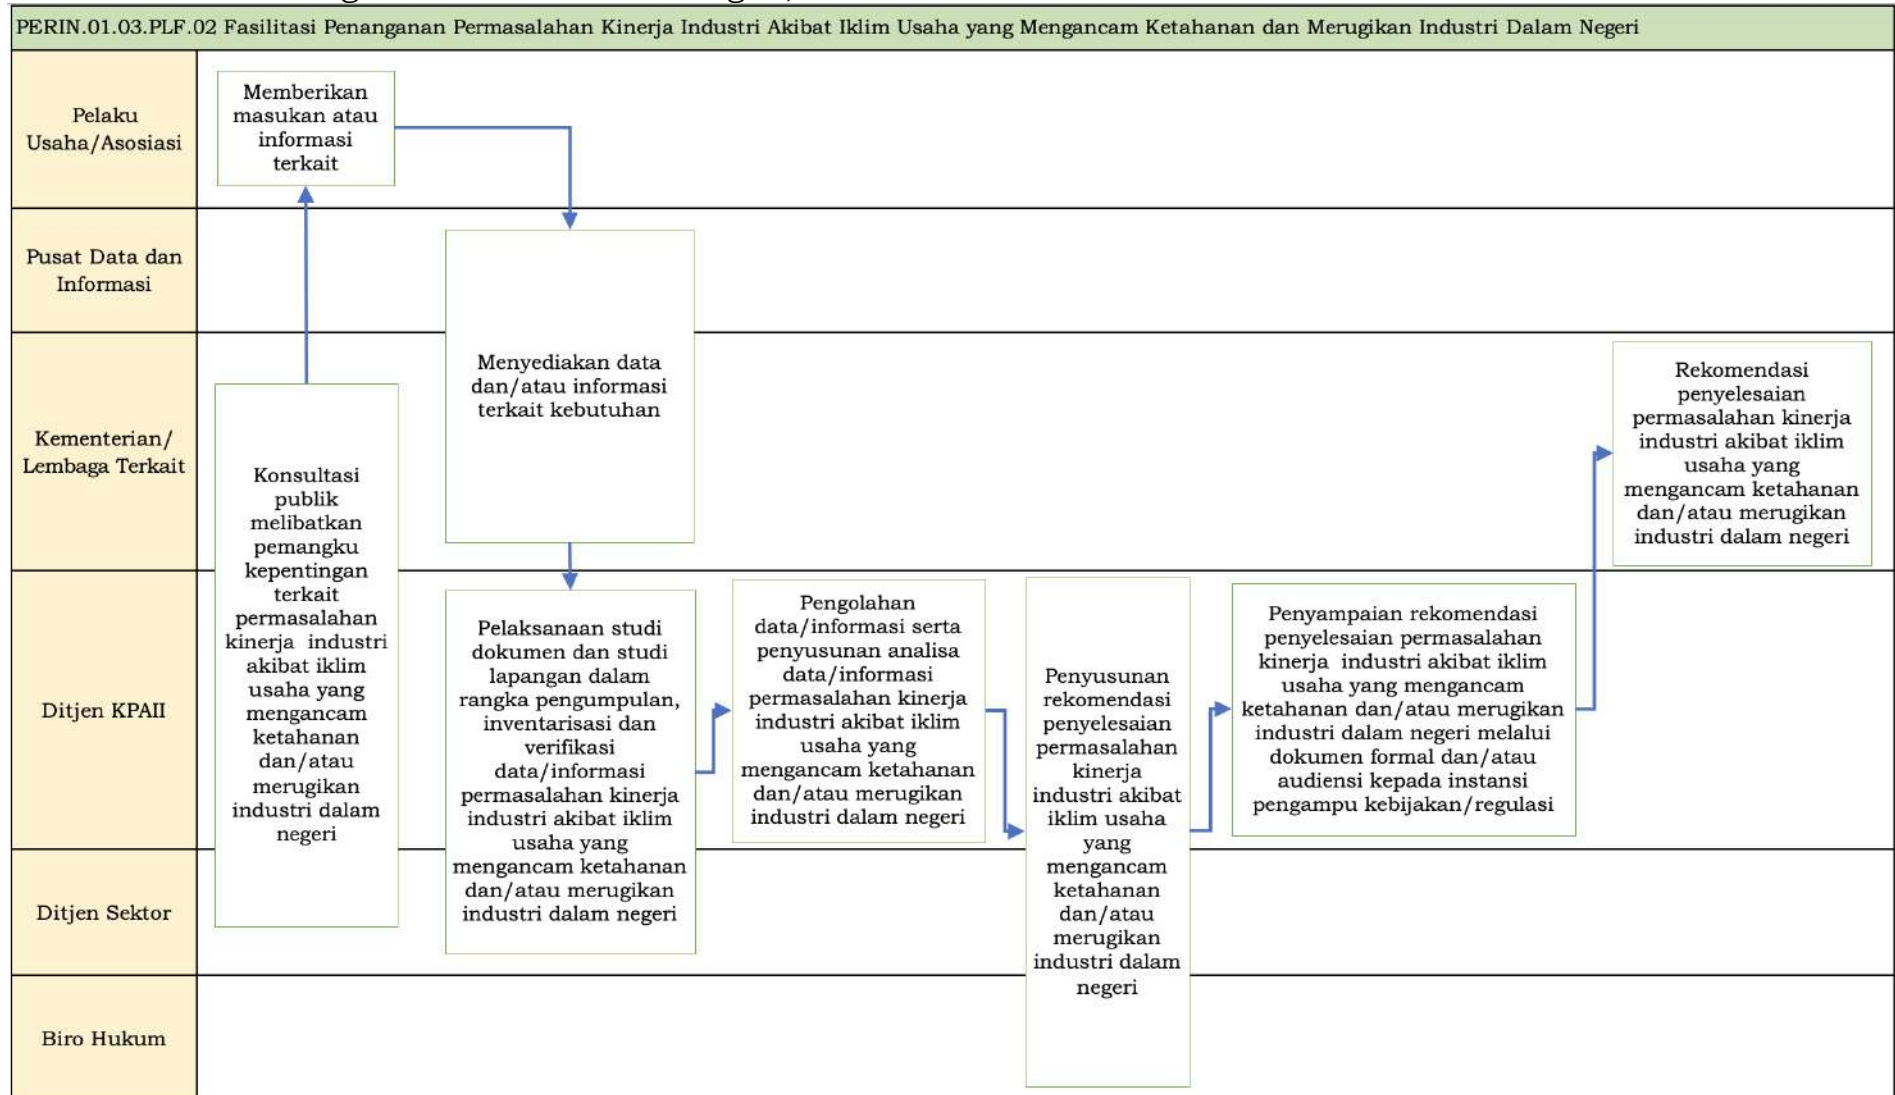 PERIN.01.03.PLF.02 Fasilitasi Penanganan Permasalahan Kinerja Industri Akibat Iklim Usaha yang Mengancam Ketahanan dan Merugikan Industri Dalam Negeri
Pelaku
Usaha/Asosiasi
Memberikan
masukan atau
informasi
terkait
Pusat Data dan
Informasi
Kementerian/
Lembaga Terkait
Menyediakan data
dan/atau informasi
terkait kebutuhan
Rekomendasi
penyelesaian
permasalahan kinerja
industri akibat iklim
usaha yang
mengancam ketahanan
dan/atau merugikan
industri dalam negeri
Konsultasi
publik
melibatkan
pemangku
kepentingan
terkait
permasalahan
kinerja industri
akibat iklim
usaha yang
mengancam
ketahanan
dan/atau
merugikan
industri dalam
negeri
Ditjen KPAII
Pelaksanaan studi
dokumen dan studi
lapangan dalam
rangka pengumpulan,
inventarisasi dan
verifikasi
data/informasi
permasalahan kinerja
industri akibat iklim
usaha yang
mengancam ketahanan
dan/atau merugikan
industri dalam negeri
Pengolahan
data/informasi serta
penyusunan analisa
data/informasi
permasalahan kinerja
industri akibat iklim
usaha yang
mengancam ketahanan
dan/atau merugikan
industri dalam negeri
Penyusunan
rekomendasi
penyelesaian
permasalahan
kinerja
industri akibat
iklim usaha
yang
mengancam
ketahanan
dan/atau
merugikan
industri dalam
negeri
Penyampaian rekomendasi
penyelesaian permasalahan
kinerja industri akibat iklim
usaha yang mengancam
ketahanan dan/atau merugikan
industri dalam negeri melalui
dokumen formal dan/atau
audiensi kepada instansi
pengampu kebijakan/regulasi
Ditjen Sektor
Biro Hukum